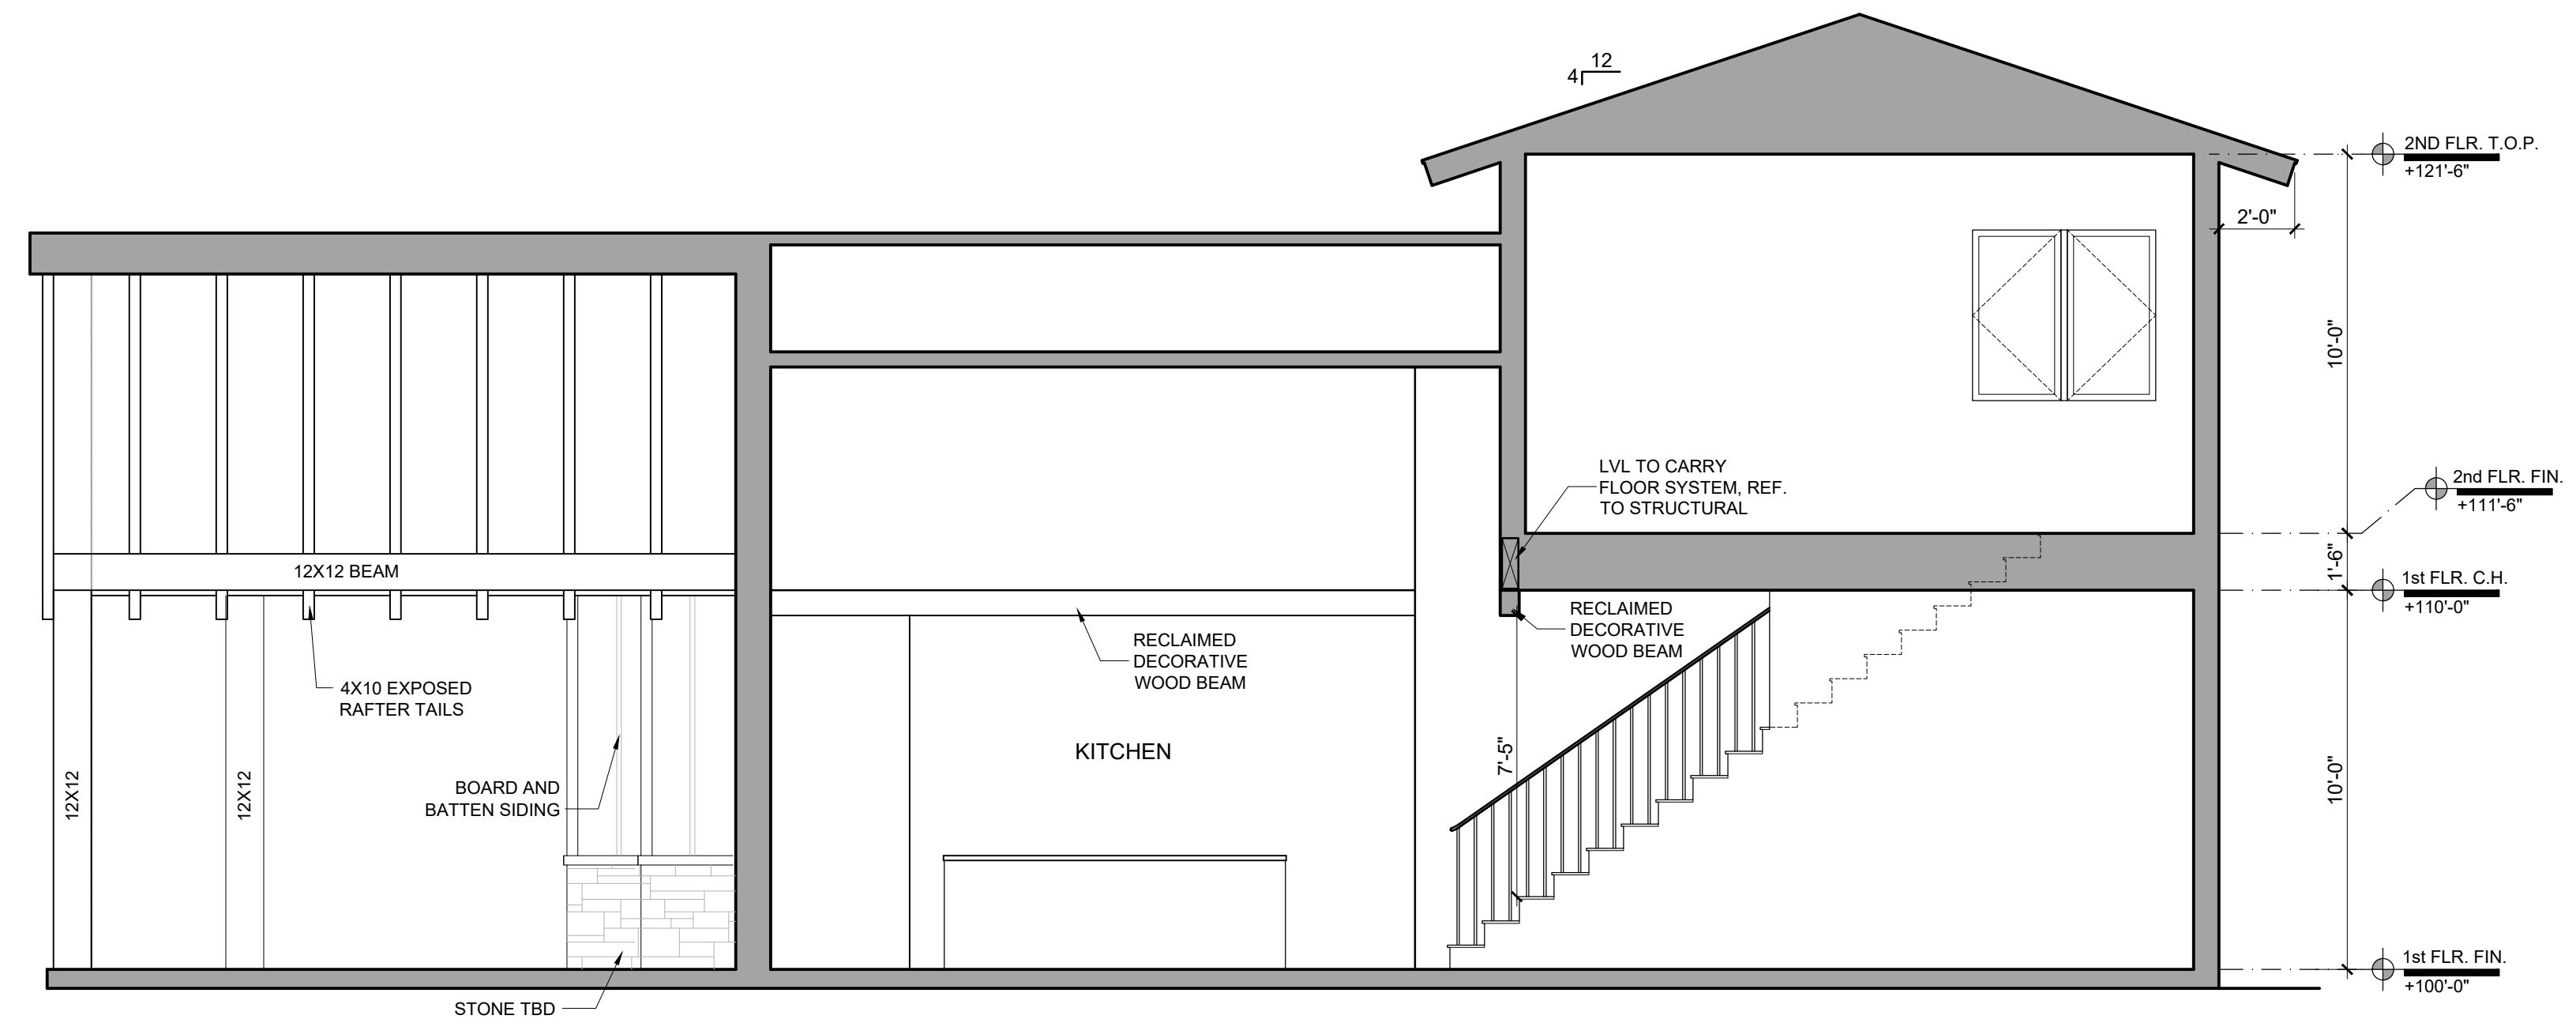 12
4
2ND FLR. T.O.P.
+121'-6"
2'-0"
10'-0"
LVL TO CARRY
FLOOR SYSTEM, REF.
TO STRUCTURAL
2nd FLR. FIN.
+111'-6"
1'-6"
12X12 BEAM
1st FLR. C.H.
+110'-0"
RECLAIMED
DECORATIVE
WOOD BEAM
RECLAIMED
DECORATIVE
WOOD BEAM
4X10 EXPOSED
RAFTER TAILS
KITCHEN
7'-5"
10'-0"
12X12
12X12
BOARD AND
BATTEN SIDING
1st FLR. FIN.
+100'-0"
STONE TBD